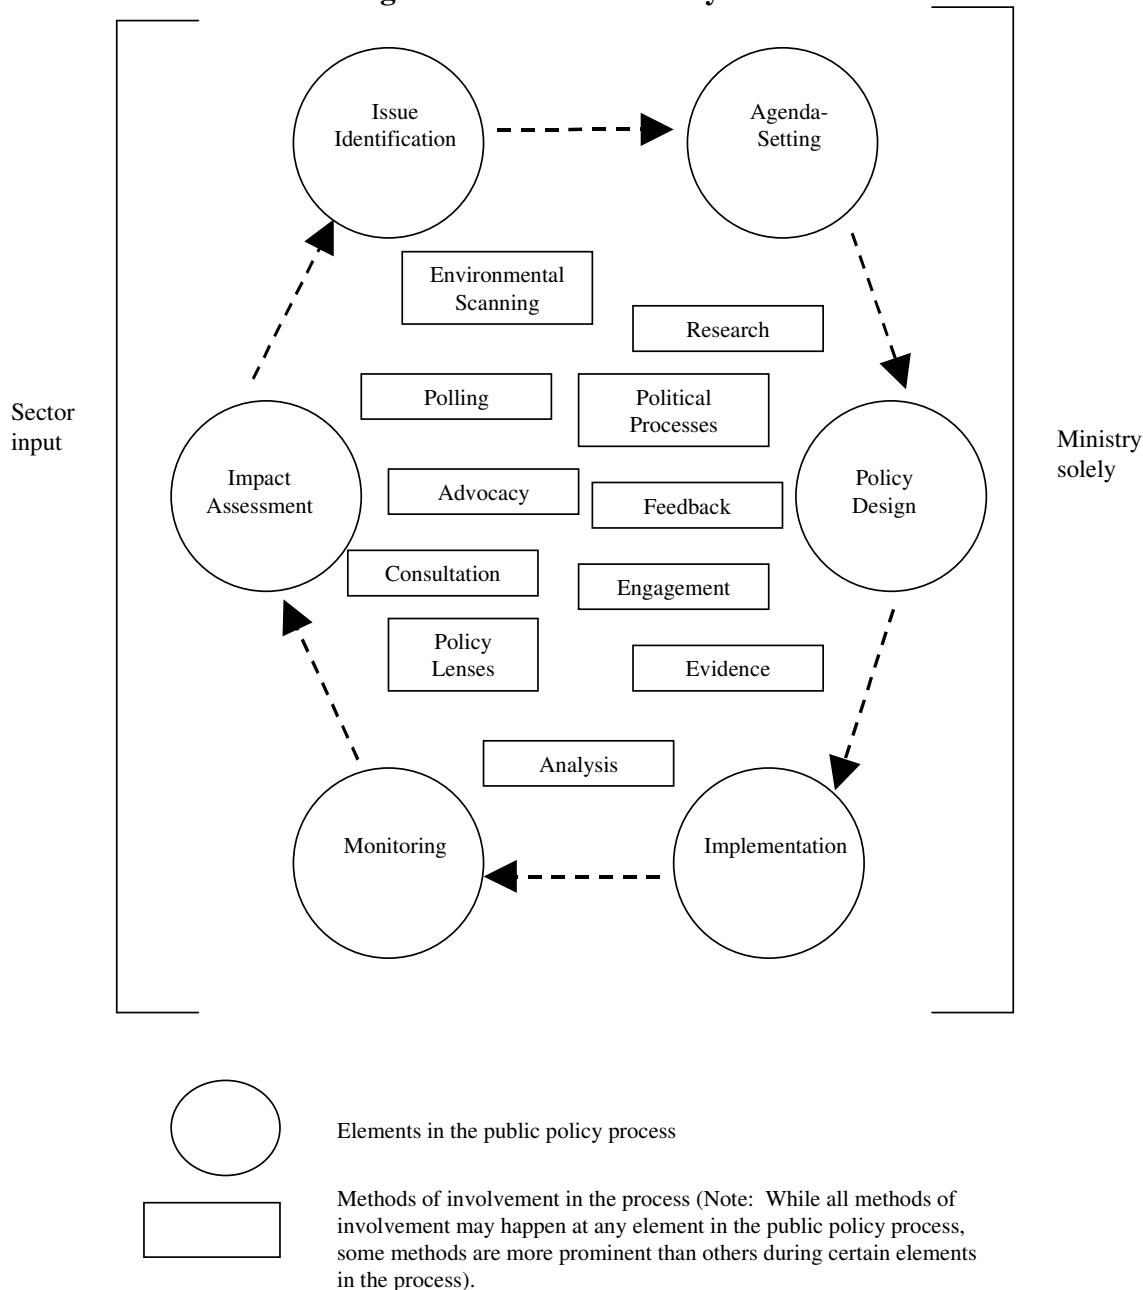 Issue
Identification
Agenda-
Setting
Environmental
Scanning
Research
Polling
Political
Processes
Sector
input
Ministry
solely
Impact
Assessment
Advocacy
Feedback
Policy
Design
Consultation
Engagement
Policy
Lenses
Evidence
Analysis
Monitoring
Implementation
Elements in the public policy process
Methods of involvement in the process (Note:  While all methods of
involvement may happen at any element in the public policy process,
some methods are more prominent than others during certain elements
in the process).